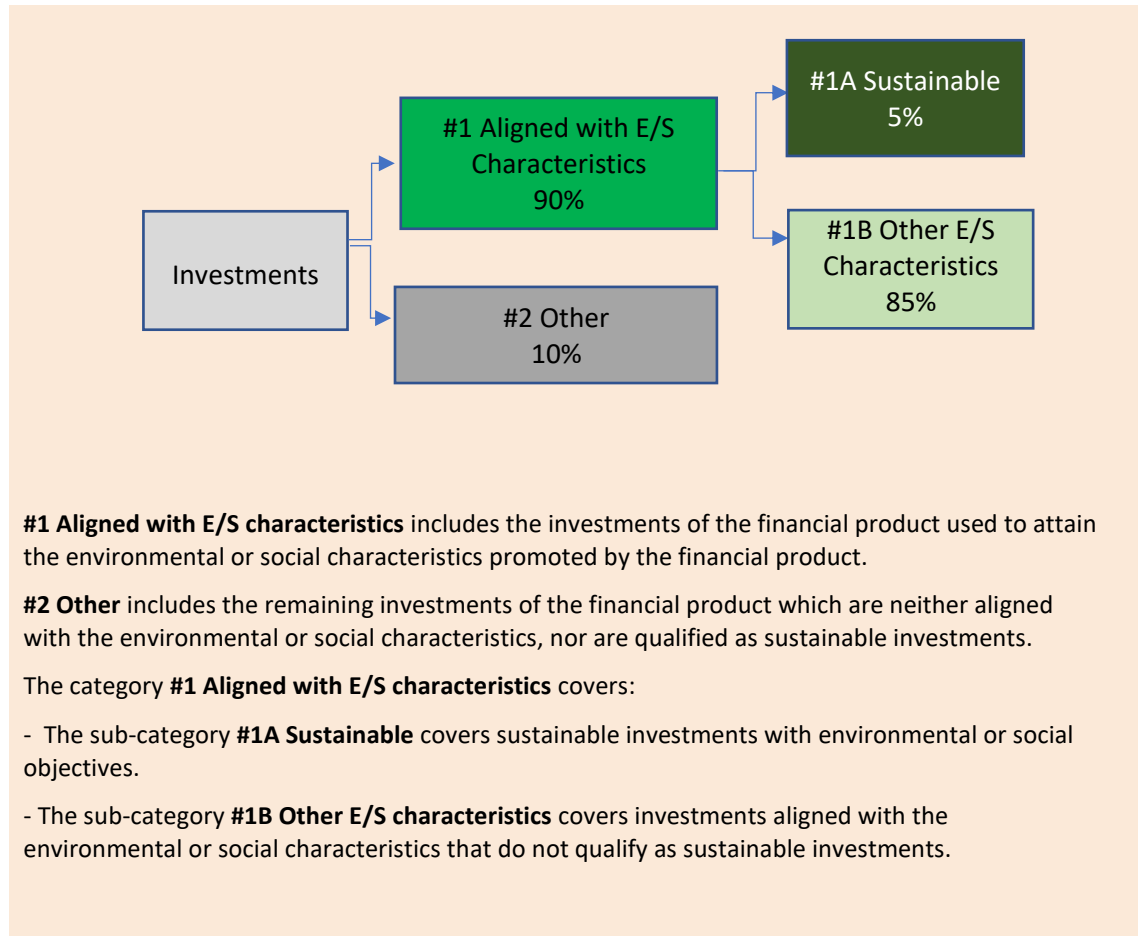 #1A Sustainable
5%
#1 Aligned with E/S
Characteristics
90%
#1B Other E/S
Characteristics
85%
Investments
#2 Other
10%
#1 Aligned with E/S characteristics includes the investments of the financial product used to attain
the environmental or social characteristics promoted by the financial product.
#2 Other includes the remaining investments of the financial product which are neither aligned
with the environmental or social characteristics, nor are qualified as sustainable investments.
The category #1 Aligned with E/S characteristics covers:
- The sub-category #1A Sustainable covers sustainable investments with environmental or social
objectives.
- The sub-category #1B Other E/S characteristics covers investments aligned with the
environmental or social characteristics that do not qualify as sustainable investments.